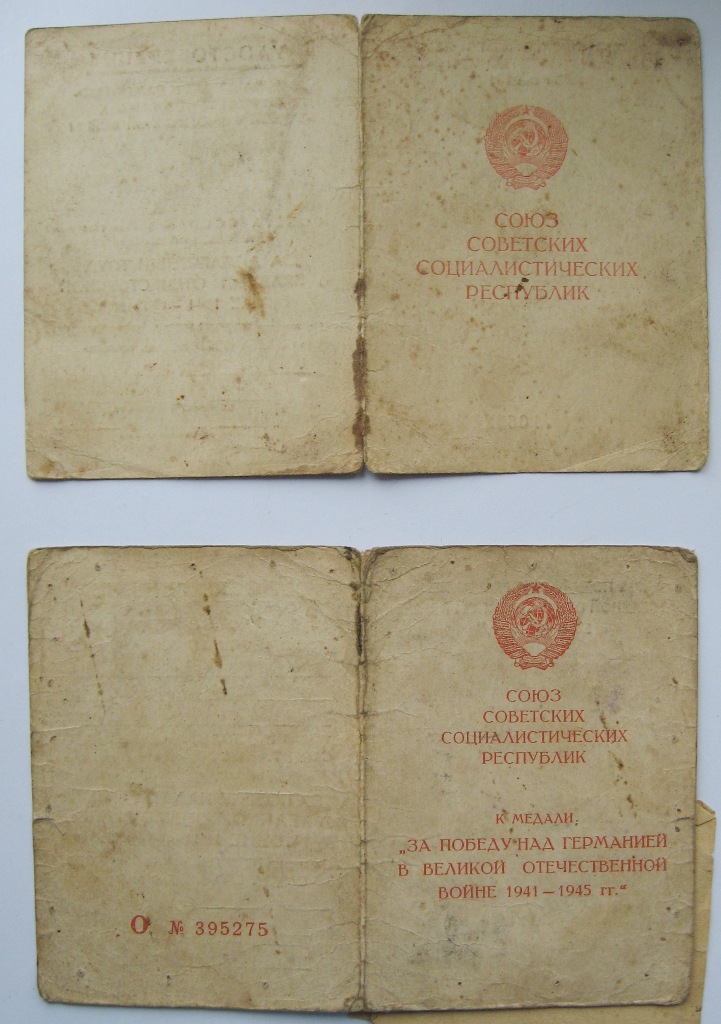 СОЮЗ
СОВЕТСКИХ
СОЦИАЛИСТИЧЕСКИХ
РЕСПУБЛИК
СОЮЗ
СОВЕТСКИХ
СОЦИАЛИСТИЧЕСКИХ
РЕСПУБЛИК
К МЕДАЛИ:
„ЗА ПОБЕДУ НАД ГЕРМАНИЕЙ
В ВЕЛИКОЙ ОТЕЧЕСТВЕННОЙ
ВОЙНЕ 1941—1945 гг.“
О № 395275